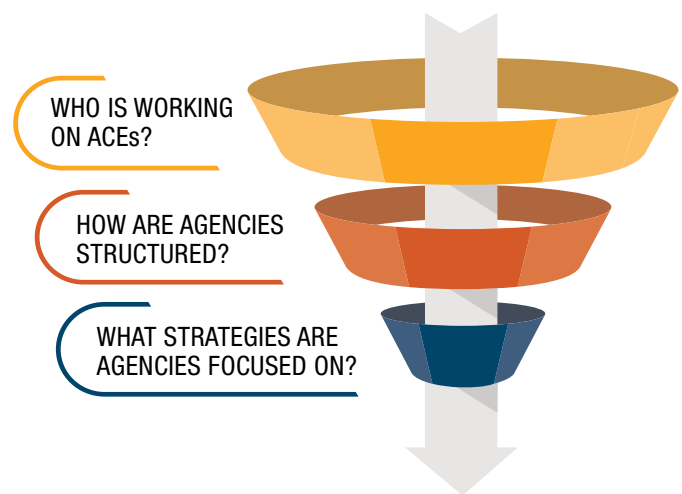 WHO IS WORKING
ON ACEs?
HOW ARE AGENCIES
STRUCTURED?
WHAT STRATEGIES ARE
AGENCIES FOCUSED ON?